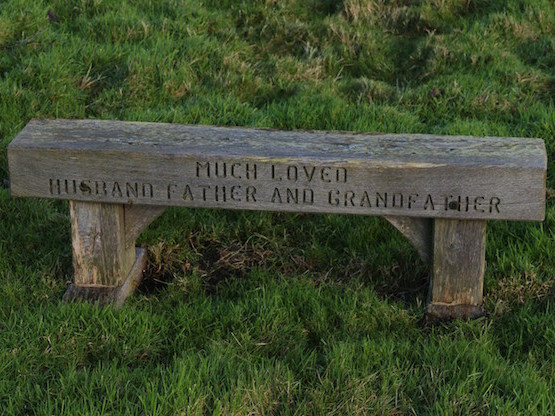 MUCH LOVED
HUSBAND FATHER AND GRANDFATHER